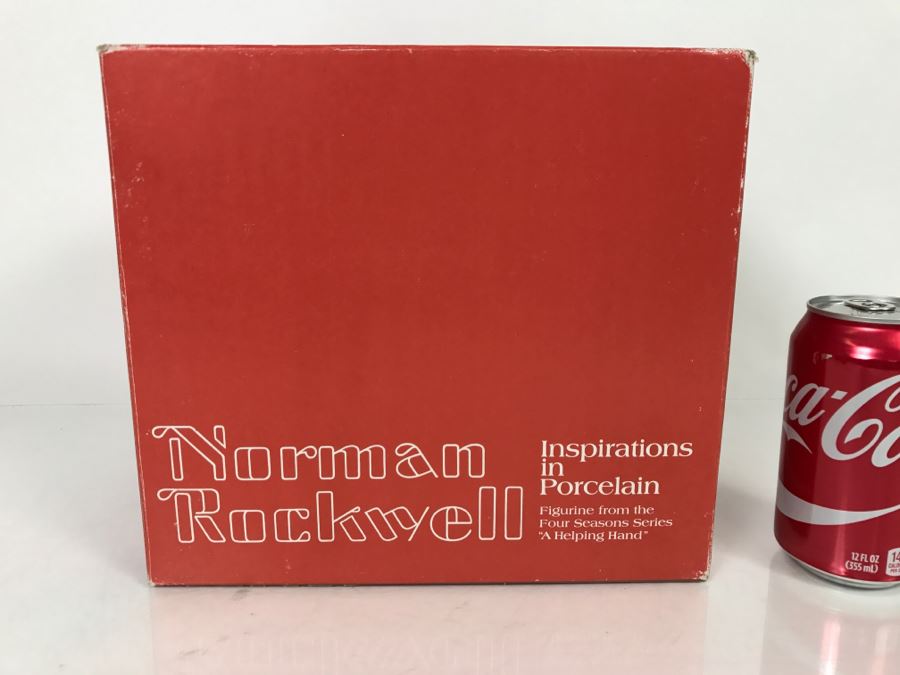 Norman
Rockwell
Inspirations
in
Porcelain
Figurine from the
Four Seasons Series
"A Helping Hand"
ca-Co
12 FL OZ
(355 mL)